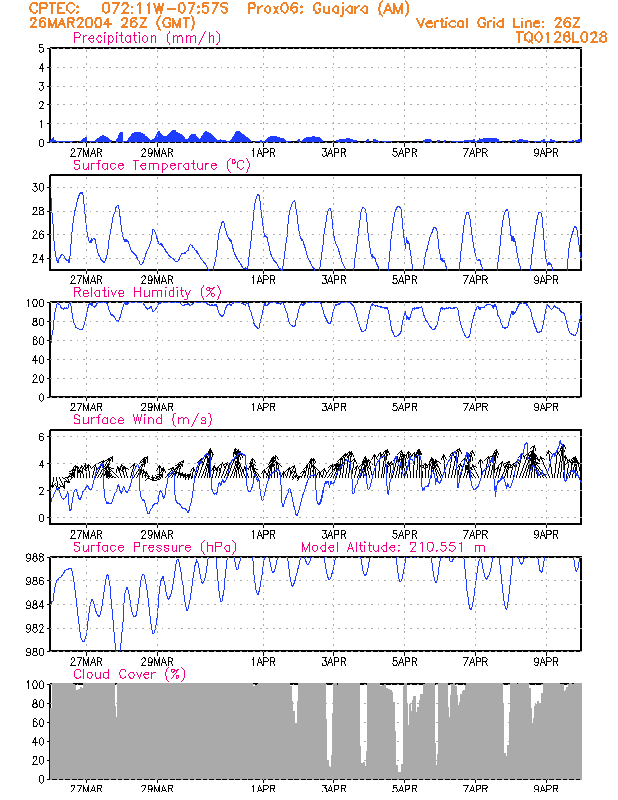 CPTEC: 072:11W-07:57S Prox06: Guajara (AM)
26MAR2004 26Z (GMT) Vertical Grid Line: 26Z
Precipitation (mm/h) TQ0126L028
5
4
3
2
1
0
27MAR 29MAR 1APR 3APR 5APR 7APR 9APR
Surface Temperature (°C)
30
28
26
24
27MAR 29MAR 1APR 3APR 5APR 7APR 9APR
Relative Humidity (%)
100
80
60
40
20
0
27MAR 29MAR 1APR 3APR 5APR 7APR 9APR
Surface Wind (m/s)
6
4
2
0
27MAR 29MAR 1APR 3APR 5APR 7APR 9APR
Surface Pressure (hPa) Model Altitude: 210.551 m
988
986
984
982
980
27MAR 29MAR 1APR 3APR 5APR 7APR 9APR
Cloud Cover (%)
100
80
60
40
20
0
27MAR 29MAR 1APR 3APR 5APR 7APR 9APR